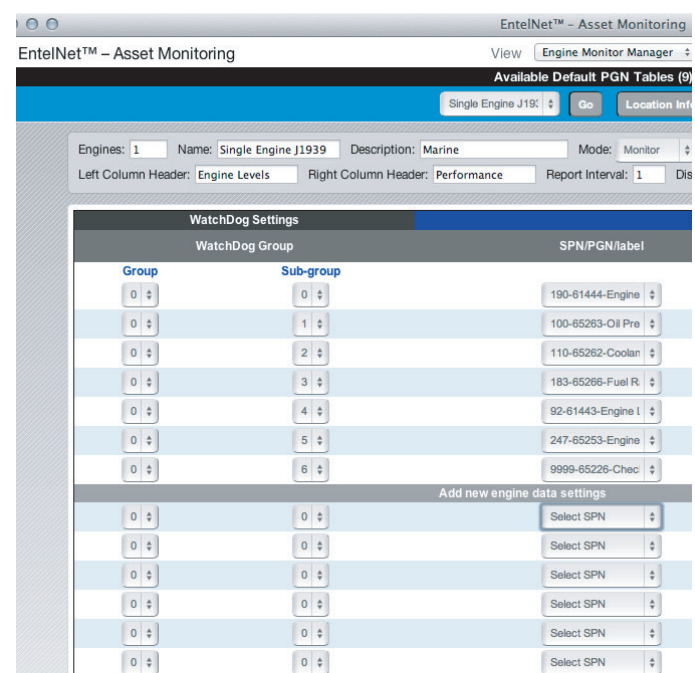 EntelNet™ – Asset Monitoring
EntelNet™ – Asset Monitoring View Engine Monitor Manager
Available Default PGN Tables (9)
Single Engine J193 Go Location Info
Engines: 1 Name: Single Engine J1939 Description: Marine Mode: Monitor
Left Column Header: Engine Levels Right Column Header: Performance Report Interval: 1 Dis
WatchDog Settings
WatchDog Group SPN/PGN/label
Group Sub-group
0 0 190-61444-Engine
0 1 100-65263-Oil Pre
0 2 110-65262-Coolan
0 3 183-65266-Fuel R
0 4 92-61443-Engine L
0 5 247-65253-Engine
0 6 9999-65226-Chec
Add new engine data settings
0 0 Select SPN
0 0 Select SPN
0 0 Select SPN
0 0 Select SPN
0 0 Select SPN
0 0 Select SPN